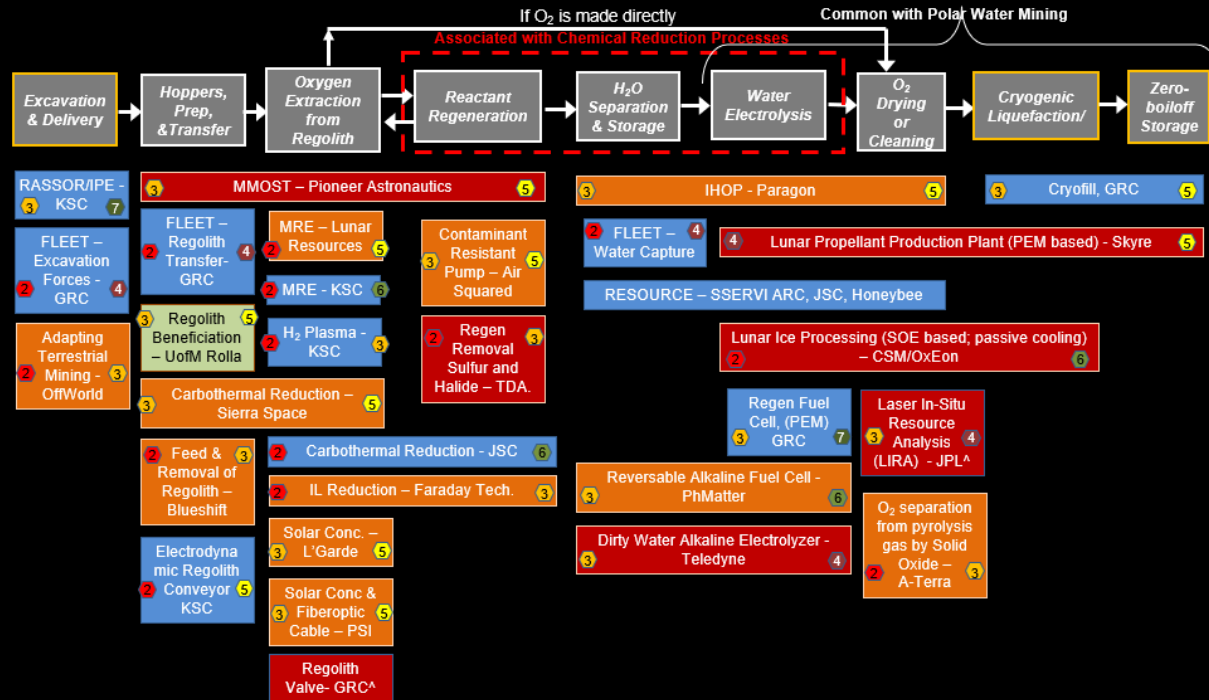 If O₂ is made directly
Common with Polar Water Mining
Associated with Chemical Reduction Processes
Excavation
& Delivery
Hoppers,
Prep,
&Transfer
Oxygen
Extraction
from
Regolith
Reactant
Regeneration
H₂O
Separation
& Storage
Water
Electrolysis
O₂
Drying
or
Cleaning
Cryogenic
Liquefaction/
Zero-
boiloff
Storage
RASSOR/IPE -
KSC
3 7
FLEET –
Excavation
Forces -
GRC
2 4
Adapting
Terrestrial
Mining -
OffWorld
2 3
MMOST – Pioneer Astronautics
3 5
FLEET –
Regolith
Transfer-
GRC
2 4
Regolith
Beneficiation
– UofM Rolla
3 5
MRE – Lunar
Resources
2 5
MRE - KSC
2 6
H₂ Plasma -
KSC
2 3
Carbothermal Reduction –
Sierra Space
3 5
Feed &
Removal of
Regolith –
Blueshift
2 3
Electrodyna
mic Regolith
Conveyor
KSC
2 5
Carbothermal Reduction - JSC
2 6
IL Reduction – Faraday Tech.
2 3
Solar Conc. –
L'Garde
3 5
Solar Conc &
Fiberoptic
Cable – PSI
3 5
Regolith
Valve- GRC^
Contaminant
Resistant
Pump – Air
Squared
3 5
Regen
Removal
Sulfur and
Halide – TDA.
2 3
IHOP - Paragon
3 5
FLEET –
Water Capture
2 4
Cryofill, GRC
3 5
Lunar Propellant Production Plant (PEM based) - Skyre
4 5
RESOURCE – SSERVI ARC, JSC, Honeybee
Lunar Ice Processing (SOE based; passive cooling)
– CSM/OxEon
2 6
Regen Fuel
Cell, (PEM)
GRC
3 7
Laser In-Situ
Resource
Analysis
(LIRA) - JPL^
3 4
Reversable Alkaline Fuel Cell -
PhMatter
3 6
Dirty Water Alkaline Electrolyzer -
Teledyne
3 4
O₂ separation
from pyrolysis
gas by Solid
Oxide –
A-Terra
2 3